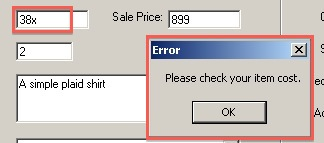 38x
Sale Price: 899
2
Error
Please check your item cost.
OK
A simple plaid shirt